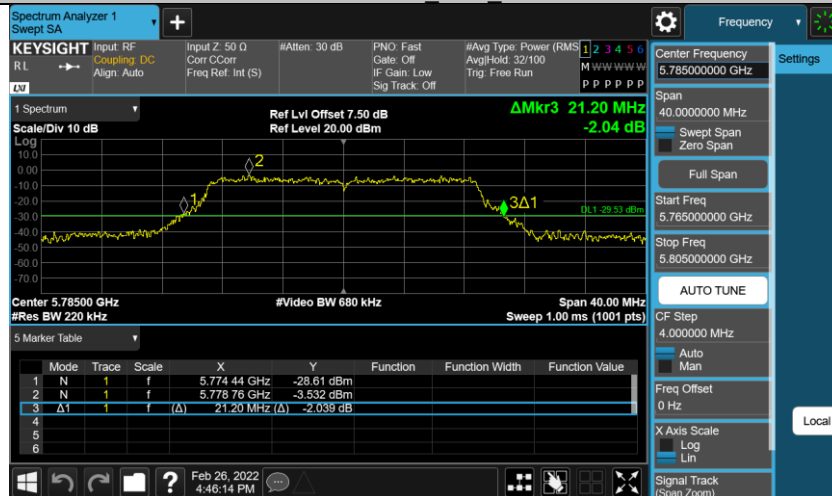 Spectrum Analyzer 1
Swept SA
Frequency
KEYSIGHT
RL
LXI
Input: RF
Coupling: DC
Align: Auto
Input Z: 50 Ω
Corr CCorr
Freq Ref: Int (S)
#Atten: 30 dB
PNO: Fast
Gate: Off
IF Gain: Low
Sig Track: Off
#Avg Type: Power (RMS
Avg|Hold: 32/100
Trig: Free Run
1 2 3 4 5 6
M W W W W W
P P P P P P
1 Spectrum
Scale/Div 10 dB
Ref Lvl Offset 7.50 dB
Ref Level 20.00 dBm
ΔMkr3 21.20 MHz
-2.04 dB
Log
10.0
0.00
-10.0
-20.0
-30.0
-40.0
-50.0
-60.0
-70.0
1
2
3Δ1
DL1 -29.53 dBm
Center 5.78500 GHz
#Res BW 220 kHz
#Video BW 680 kHz
Span 40.00 MHz
Sweep 1.00 ms (1001 pts)
5 Marker Table
Mode Trace Scale X Y Function Function Width Function Value
1 N 1 f 5.774 44 GHz -28.61 dBm
2 N 1 f 5.778 76 GHz -3.532 dBm
3 Δ1 1 f (Δ) 21.20 MHz (Δ) -2.039 dB
4
5
6
Feb 26, 2022
4:46:14 PM
Center Frequency
5.785000000 GHz
Span
40.0000000 MHz
Swept Span
Zero Span
Full Span
Start Freq
5.765000000 GHz
Stop Freq
5.805000000 GHz
AUTO TUNE
CF Step
4.000000 MHz
Auto
Man
Freq Offset
0 Hz
X Axis Scale
Log
Lin
Signal Track
(Span Zoom)
Settings
Local